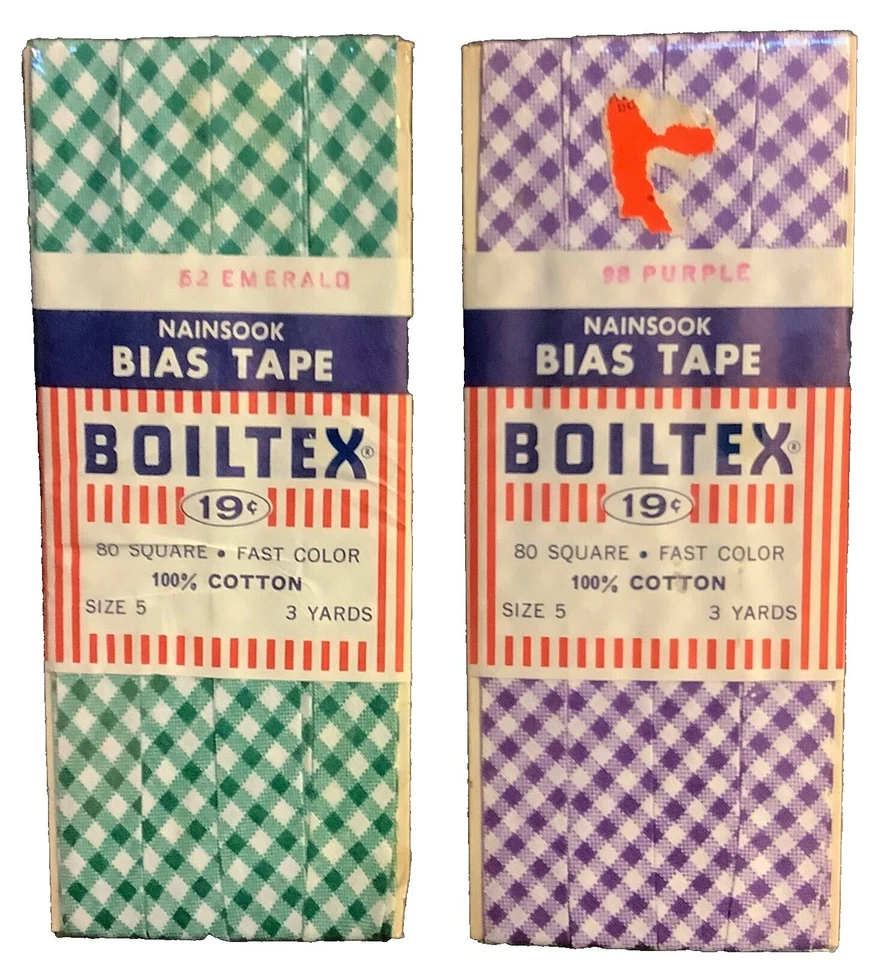 52 EMERALD
NAINSOOK
BIAS TAPE
BOILTEX®
19¢
80 SQUARE • FAST COLOR
100% COTTON
SIZE 5 3 YARDS
98 PURPLE
NAINSOOK
BIAS TAPE
BOILTEX®
19¢
80 SQUARE • FAST COLOR
100% COTTON
SIZE 5 3 YARDS